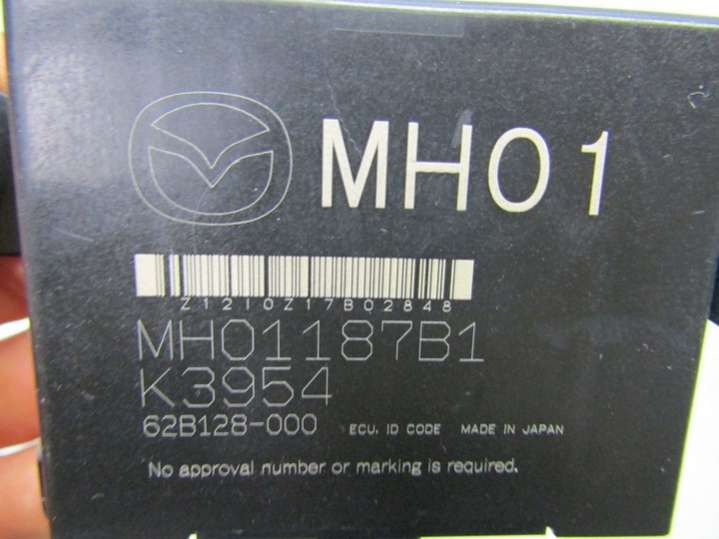 MH01
Z1210Z17B02848
MH01187B1
K3954
62B128-000 ECU. ID CODE MADE IN JAPAN
No approval number or marking is required.